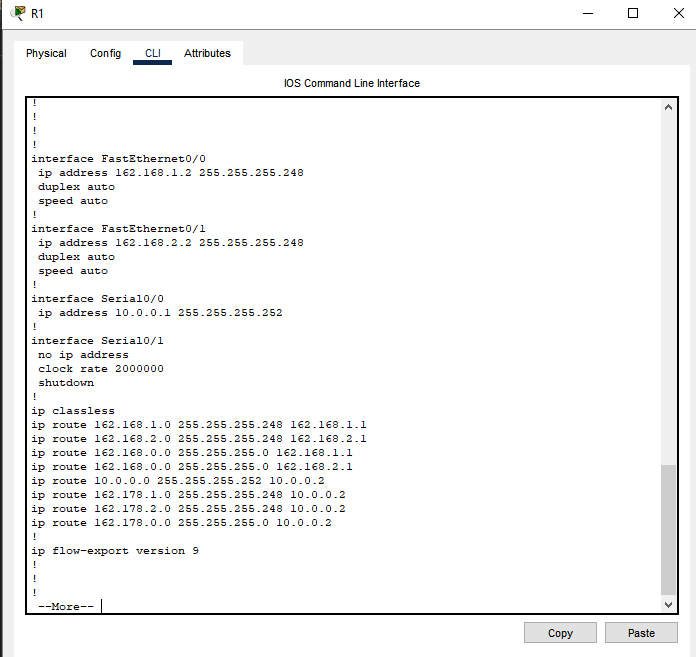 R1
Physical Config CLI Attributes
IOS Command Line Interface
!
!
!
!
interface FastEthernet0/0
 ip address 162.168.1.2 255.255.255.248
 duplex auto
 speed auto
!
interface FastEthernet0/1
 ip address 162.168.2.2 255.255.255.248
 duplex auto
 speed auto
!
interface Serial0/0
 ip address 10.0.0.1 255.255.255.252
!
interface Serial0/1
 no ip address
 clock rate 2000000
 shutdown
!
ip classless
ip route 162.168.1.0 255.255.255.248 162.168.1.1
ip route 162.168.2.0 255.255.255.248 162.168.2.1
ip route 162.168.0.0 255.255.255.0 162.168.1.1
ip route 162.168.0.0 255.255.255.0 162.168.2.1
ip route 10.0.0.0 255.255.255.252 10.0.0.2
ip route 162.178.1.0 255.255.255.248 10.0.0.2
ip route 162.178.2.0 255.255.255.248 10.0.0.2
ip route 162.178.0.0 255.255.255.0 10.0.0.2
!
ip flow-export version 9
!
!
!
 --More--
Copy Paste